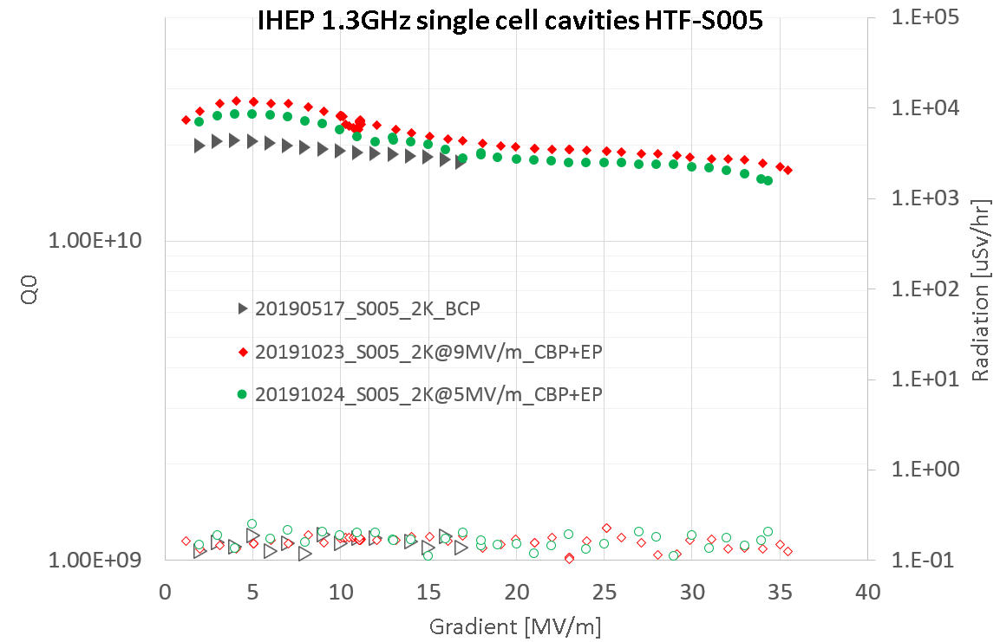 IHEP 1.3GHz single cell cavities HTF-S005
1.E+05
1.E+04
1.E+03
1.00E+10
1.E+02
Q0
Radiation [uSv/hr]
20190517_S005_2K_BCP
20191023_S005_2K@9MV/m_CBP+EP
1.E+01
20191024_S005_2K@5MV/m_CBP+EP
1.E+00
1.00E+09
1.E-01
0 5 10 15 20 25 30 35 40
Gradient [MV/m]